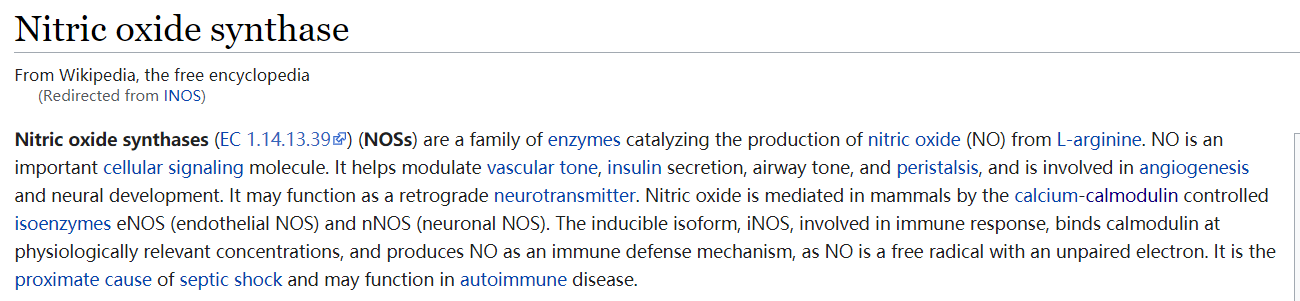 Nitric oxide synthase
From Wikipedia, the free encyclopedia
(Redirected from INOS)
Nitric oxide synthases (EC 1.14.13.39) (NOSs) are a family of enzymes catalyzing the production of nitric oxide (NO) from L-arginine. NO is an
important cellular signaling molecule. It helps modulate vascular tone, insulin secretion, airway tone, and peristalsis, and is involved in angiogenesis
and neural development. It may function as a retrograde neurotransmitter. Nitric oxide is mediated in mammals by the calcium-calmodulin controlled
isoenzymes eNOS (endothelial NOS) and nNOS (neuronal NOS). The inducible isoform, iNOS, involved in immune response, binds calmodulin at
physiologically relevant concentrations, and produces NO as an immune defense mechanism, as NO is a free radical with an unpaired electron. It is the
proximate cause of septic shock and may function in autoimmune disease.